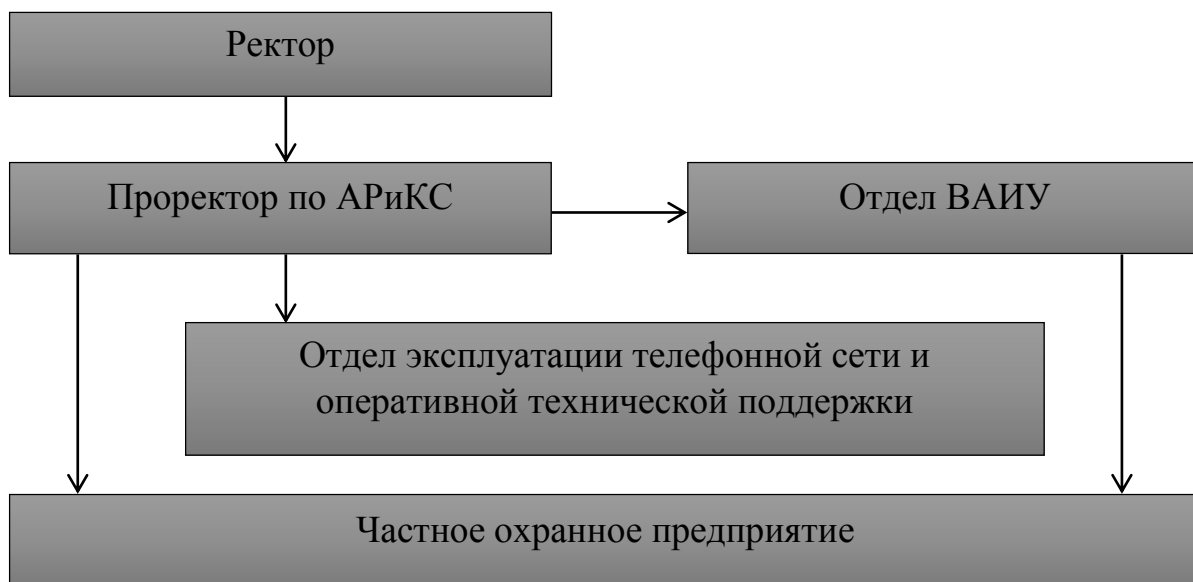 Ректор
Проректор по АРиКС
Отдел ВАИУ
Отдел эксплуатации телефонной сети и
оперативной технической поддержки
Частное охранное предприятие